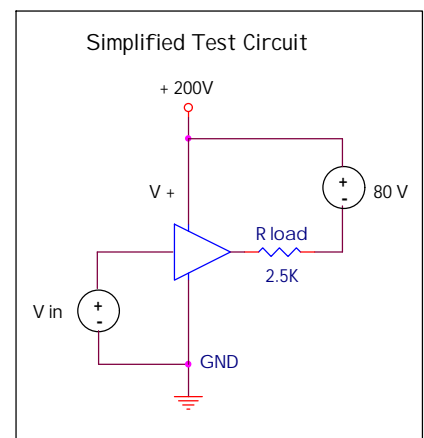 Simplified Test Circuit
+ 200V
V +
+
-
80 V
R load
2.5K
+
-
V in
GND